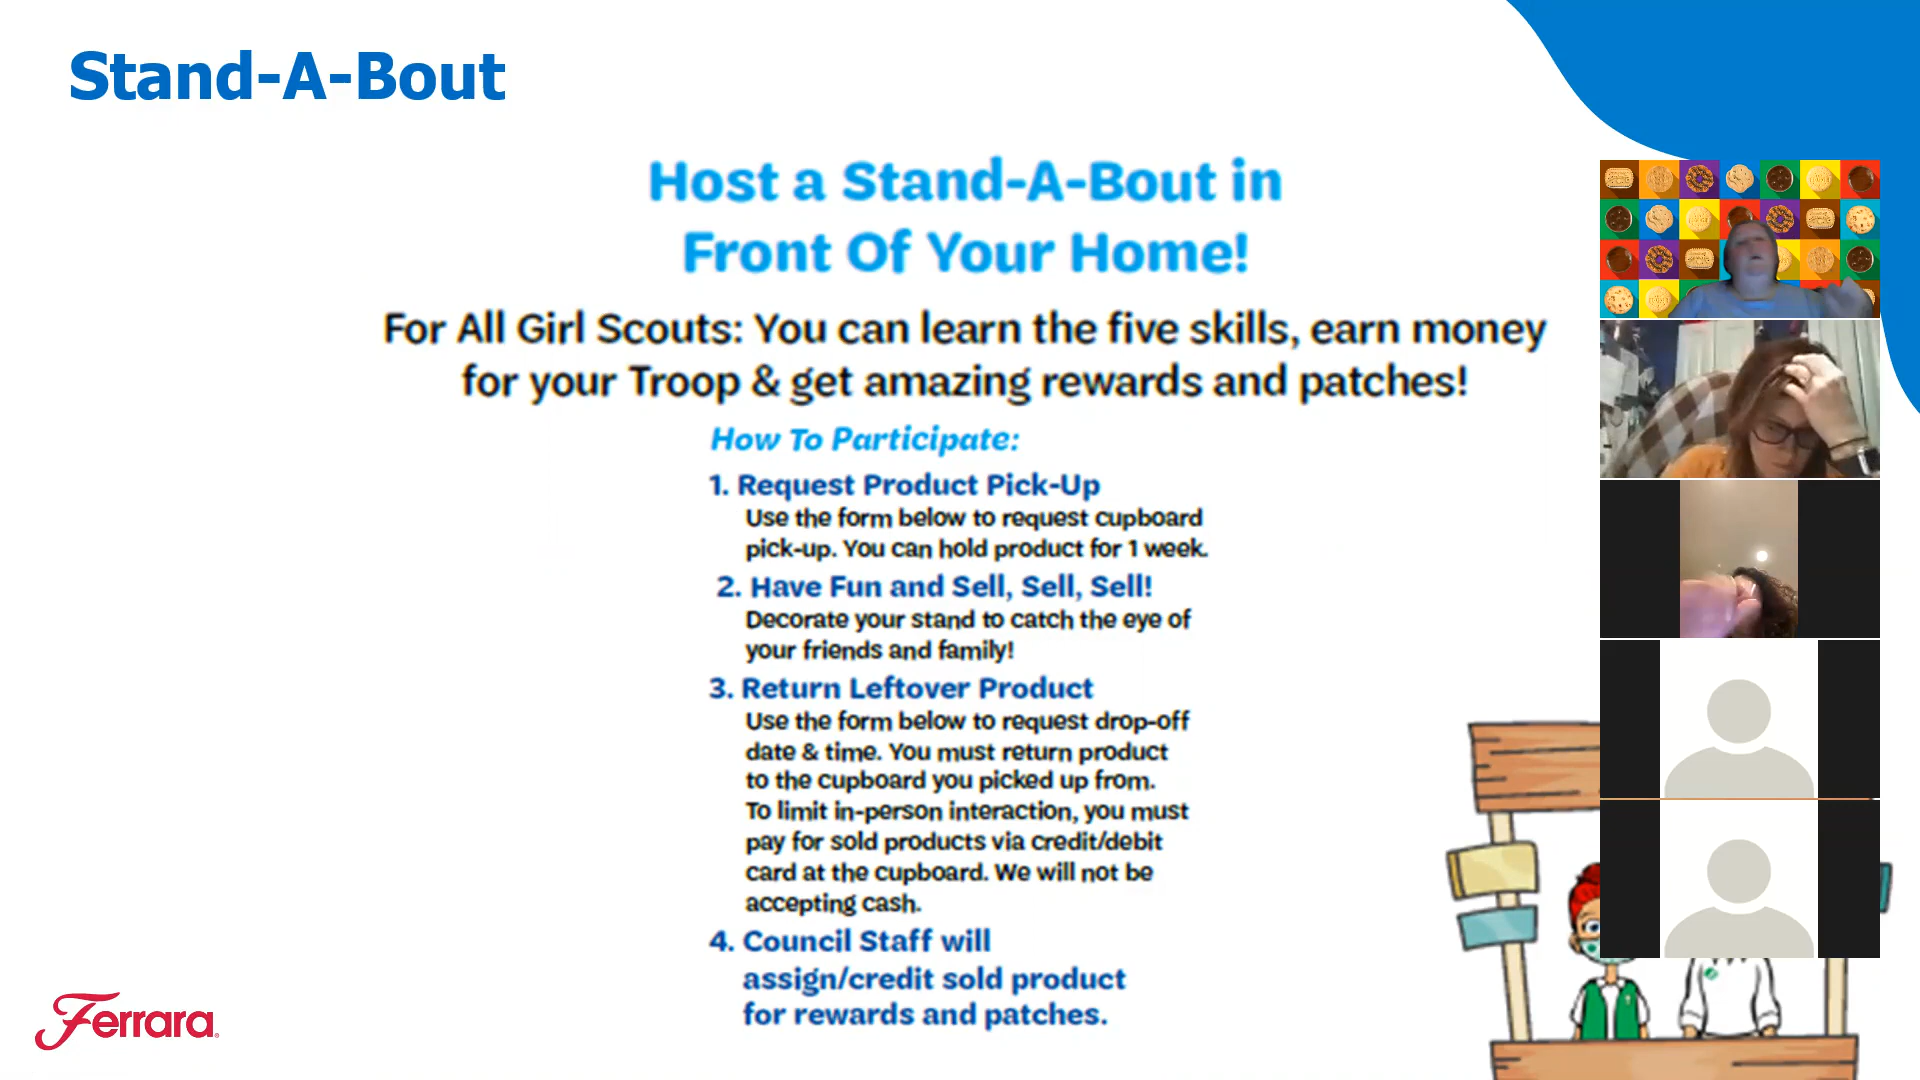 Stand-A-Bout
Host a Stand-A-Bout in
Front Of Your Home!
For All Girl Scouts: You can learn the five skills, earn money
for your Troop & get amazing rewards and patches!
How To Participate:
1. Request Product Pick-Up
Use the form below to request cupboard
pick-up. You can hold product for 1 week.
2. Have Fun and Sell, Sell, Sell!
Decorate your stand to catch the eye of
your friends and family!
3. Return Leftover Product
Use the form below to request drop-off
date & time. You must return product
to the cupboard you picked up from.
To limit in-person interaction, you must
pay for sold products via credit/debit
card at the cupboard. We will not be
accepting cash.
4. Council Staff will
assign/credit sold product
for rewards and patches.
Ferrara